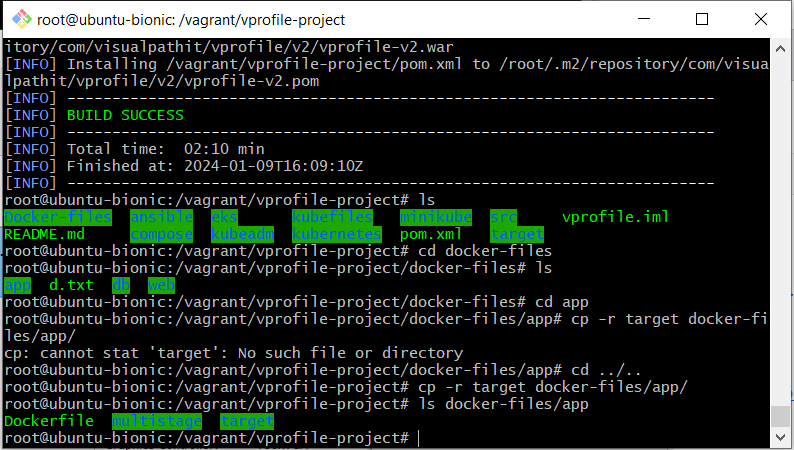 root@ubuntu-bionic: /vagrant/vprofile-project
itory/com/visualpathit/vprofile/v2/vprofile-v2.war
[INFO] Installing /vagrant/vprofile-project/pom.xml to /root/.m2/repository/com/visua
lpathit/vprofile/v2/vprofile-v2.pom
[INFO] ------------------------------------------------------------------------
[INFO] BUILD SUCCESS
[INFO] ------------------------------------------------------------------------
[INFO] Total time:  02:10 min
[INFO] Finished at: 2024-01-09T16:09:10Z
[INFO] ------------------------------------------------------------------------
root@ubuntu-bionic:/vagrant/vprofile-project# ls
Docker-files  ansible  eks      kubefiles   minikube  src     vprofile.iml
README.md     compose  kubeadm  kubernetes  pom.xml   target
root@ubuntu-bionic:/vagrant/vprofile-project# cd docker-files
root@ubuntu-bionic:/vagrant/vprofile-project/docker-files# ls
app  d.txt  db  web
root@ubuntu-bionic:/vagrant/vprofile-project/docker-files# cd app
root@ubuntu-bionic:/vagrant/vprofile-project/docker-files/app# cp -r target docker-fi
les/app/
cp: cannot stat 'target': No such file or directory
root@ubuntu-bionic:/vagrant/vprofile-project/docker-files/app# cd ../..
root@ubuntu-bionic:/vagrant/vprofile-project# cp -r target docker-files/app/
root@ubuntu-bionic:/vagrant/vprofile-project# ls docker-files/app
Dockerfile  multistage  target
root@ubuntu-bionic:/vagrant/vprofile-project#